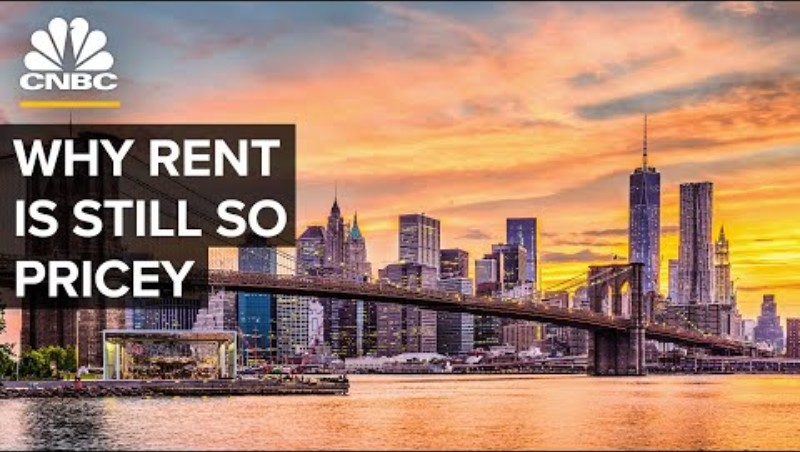 CNBC
WHY RENT
IS STILL SO
PRICEY